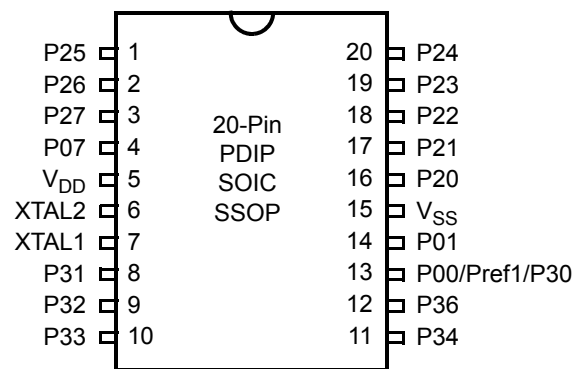 P25 1 20 P24
P26 2 19 P23
P27 3 18 P22
P07 4 17 P21
VDD 5 16 P20
XTAL2 6 15 VSS
XTAL1 7 14 P01
P31 8 13 P00/Pref1/P30
P32 9 12 P36
P33 10 11 P34
20-Pin
PDIP
SOIC
SSOP